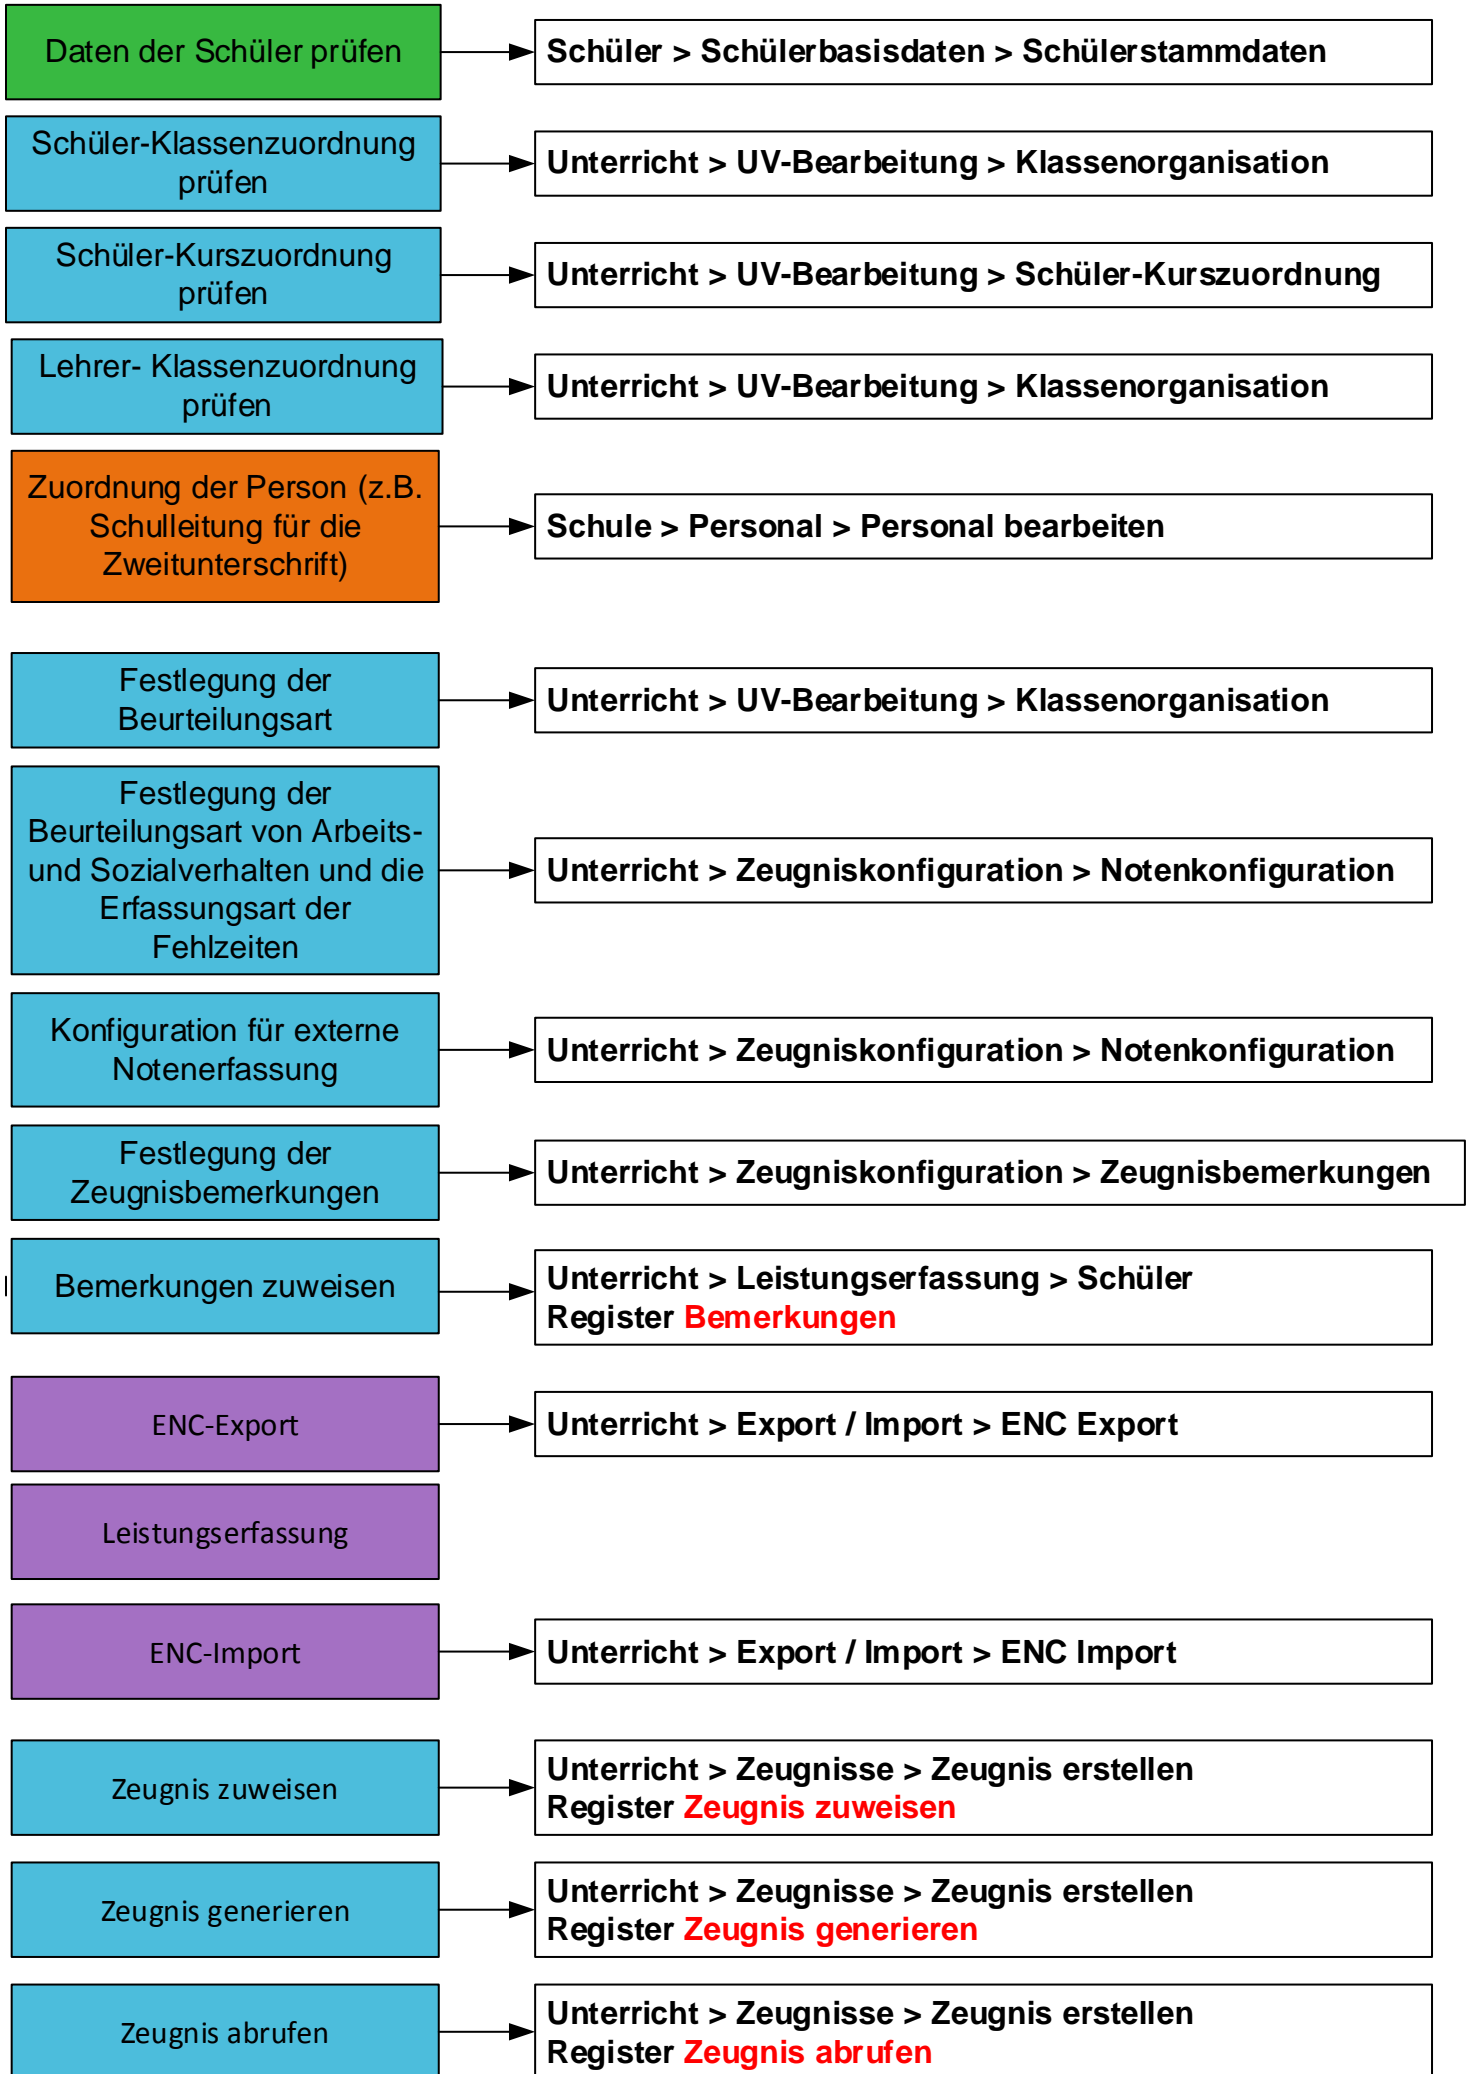 Daten der Schüler prüfen
Schüler > Schülerbasisdaten > Schülerstammdaten
Schüler-Klassenzuordnung
prüfen
Unterricht > UV-Bearbeitung > Klassenorganisation
Schüler-Kurszuordnung
prüfen
Unterricht > UV-Bearbeitung > Schüler-Kurszuordnung
Lehrer- Klassenzuordnung
prüfen
Unterricht > UV-Bearbeitung > Klassenorganisation
Zuordnung der Person (z.B.
Schulleitung für die
Zweitunterschrift)
Schule > Personal > Personal bearbeiten
Festlegung der
Beurteilungsart
Unterricht > UV-Bearbeitung > Klassenorganisation
Festlegung der
Beurteilungsart von Arbeits-
und Sozialverhalten und die
Erfassungsart der
Fehlzeiten
Unterricht > Zeugniskonfiguration > Notenkonfiguration
Konfiguration für externe
Notenerfassung
Unterricht > Zeugniskonfiguration > Notenkonfiguration
Festlegung der
Zeugnisbemerkungen
Unterricht > Zeugniskonfiguration > Zeugnisbemerkungen
Bemerkungen zuweisen
Unterricht > Leistungserfassung > Schüler
Register Bemerkungen
ENC-Export
Unterricht > Export / Import > ENC Export
Leistungserfassung
ENC-Import
Unterricht > Export / Import > ENC Import
Zeugnis zuweisen
Unterricht > Zeugnisse > Zeugnis erstellen
Register Zeugnis zuweisen
Zeugnis generieren
Unterricht > Zeugnisse > Zeugnis erstellen
Register Zeugnis generieren
Zeugnis abrufen
Unterricht > Zeugnisse > Zeugnis erstellen
Register Zeugnis abrufen